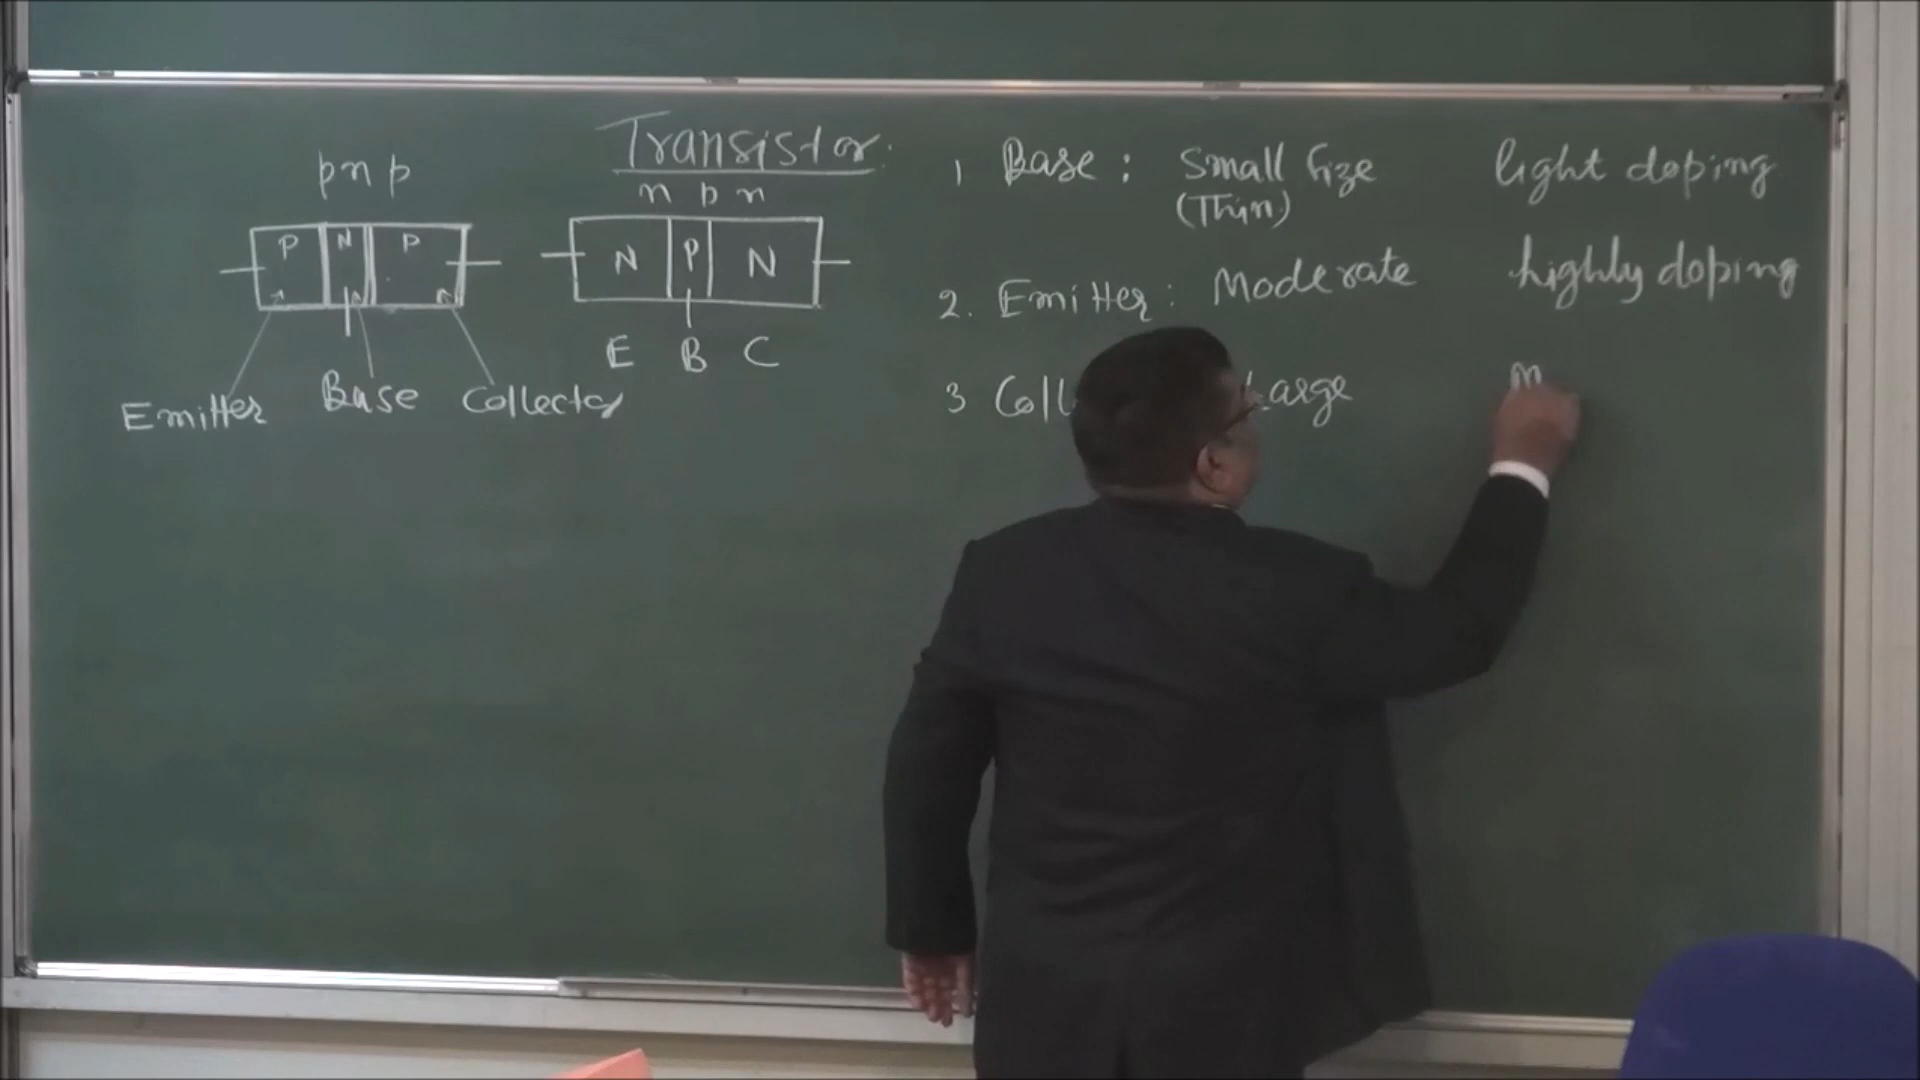 Transistor
pnp
P N P
Emitter Base Collector
npn
N P N
E B C
1 Base : Small Size light doping
(Thin)
2. Emitter : Moderate highly doping
3 Coll Large m